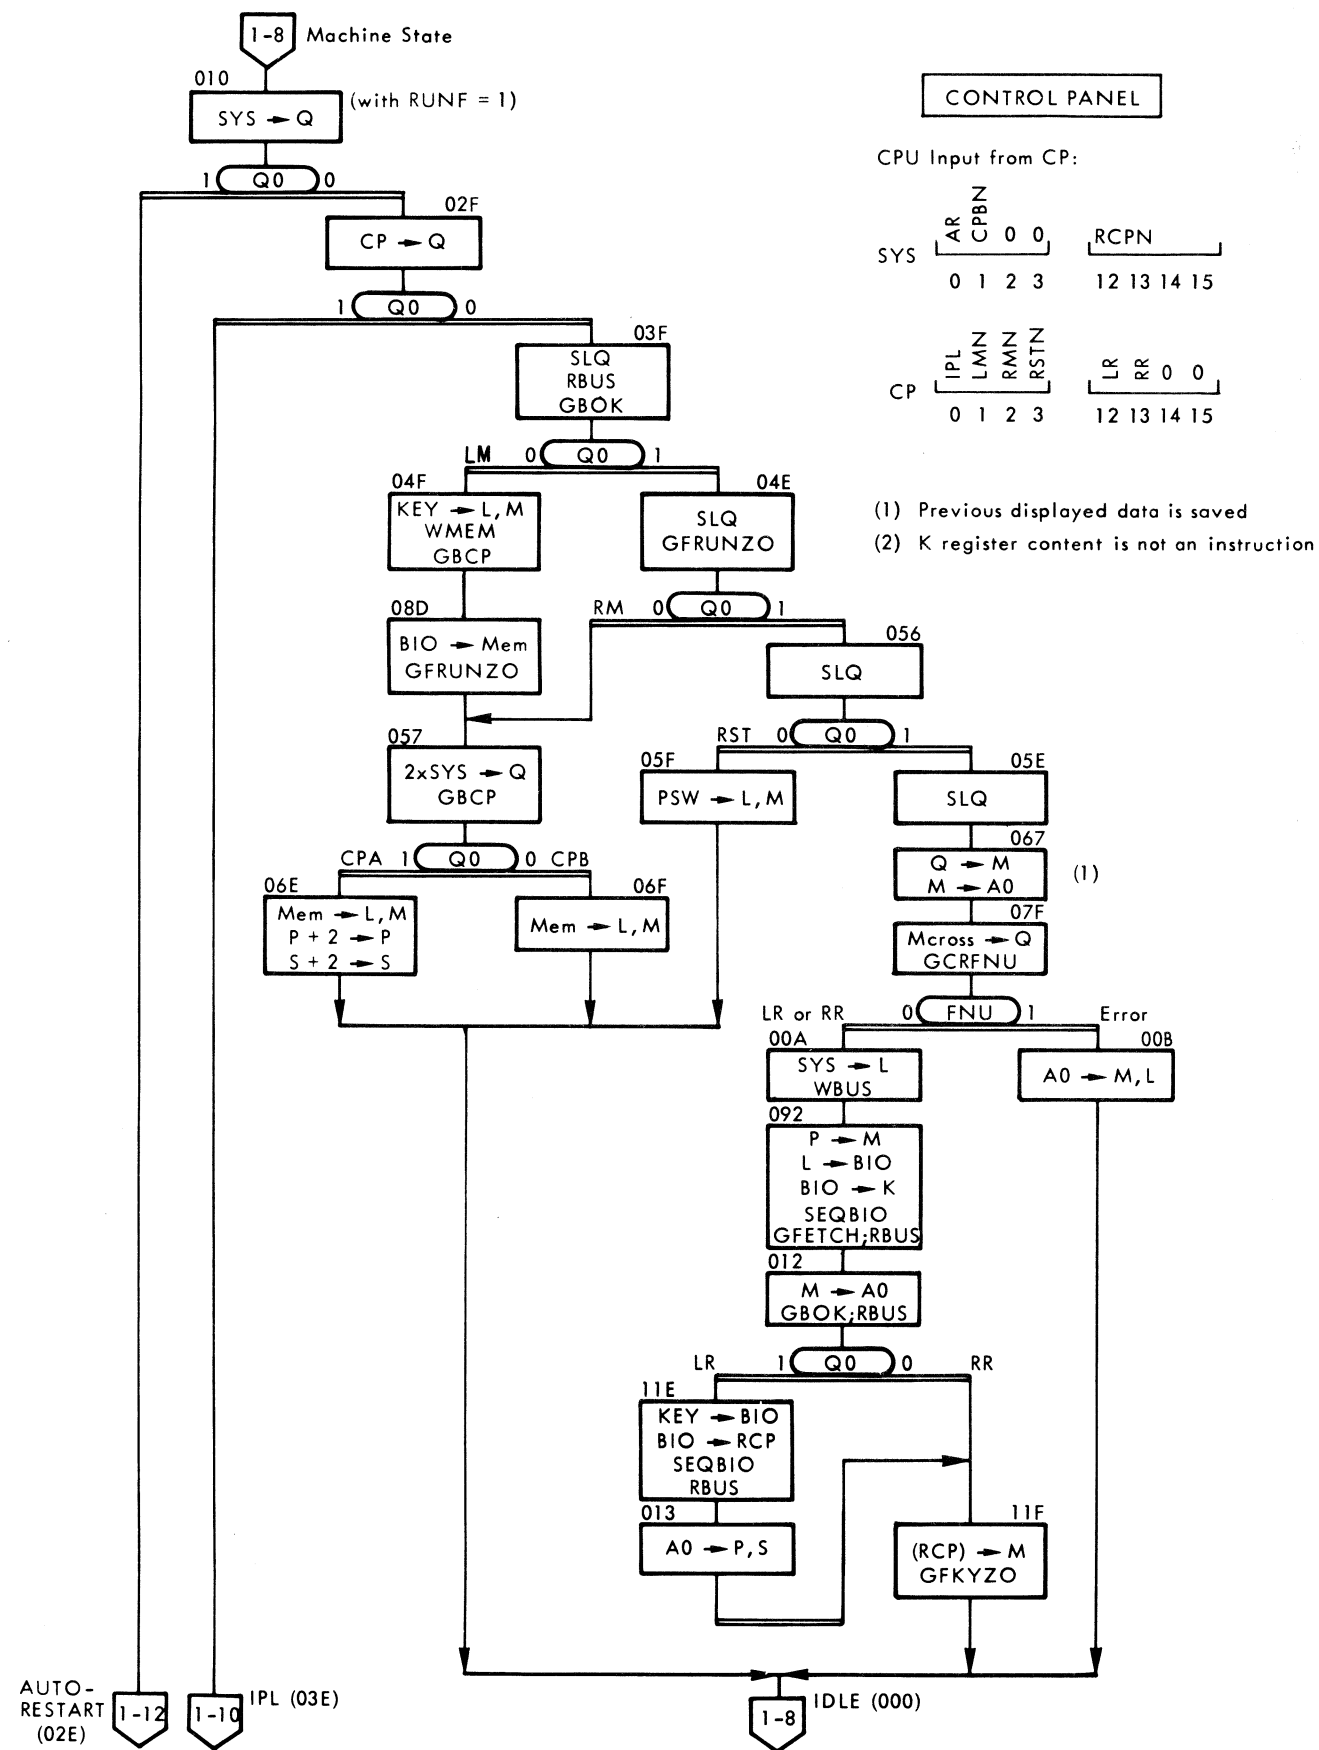 1-8 Machine State
010
(with RUNF = 1)
SYS → Q
1 Q0 0
CONTROL PANEL
CPU Input from CP:
AR CPBN 0 0 RCPN
SYS
0 1 2 3 12 13 14 15
IPL LMN RMN RSTN LR RR 0 0
CP
0 1 2 3 12 13 14 15
(1) Previous displayed data is saved
(2) K register content is not an instruction
02F
CP → Q
1 Q0 0
03F
SLQ
RBUS
GBOK
LM 0 Q0 1
04F
KEY → L, M
WMEM
GBCP
04E
SLQ
GFRUNZO
08D
BIO → Mem
GFRUNZO
RM 0 Q0 1
056
SLQ
057
2xSYS → Q
GBCP
RST 0 Q0 1
05F
PSW → L, M
05E
SLQ
067
Q → M
M → A0
(1)
CPA 1 Q0 0 CPB
06E
Mem → L, M
P + 2 → P
S + 2 → S
06F
Mem → L, M
07F
Mcross → Q
GCRFNU
LR or RR 0 FNU 1 Error
00A
SYS → L
WBUS
00B
A0 → M, L
092
P → M
L → BIO
BIO → K
SEQBIO
GFETCH;RBUS
012
M → A0
GBOK;RBUS
LR 1 Q0 0 RR
11E
KEY → BIO
BIO → RCP
SEQBIO
RBUS
013
A0 → P, S
11F
(RCP) → M
GFKYZO
AUTO-
RESTART
(02E)
1-12
1-10 IPL (03E)
1-8 IDLE (000)